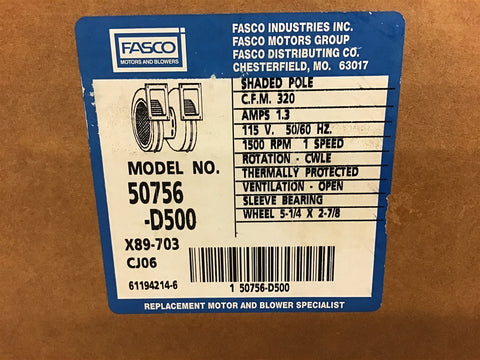 FASCO
MOTORS AND BLOWERS
FASCO INDUSTRIES INC.
FASCO MOTORS GROUP
FASCO DISTRIBUTING CO.
CHESTERFIELD, MO. 63017
SHADED POLE
C.F.M. 320
AMPS 1.3
115 V. 50/60 HZ.
1500 RPM 1 SPEED
ROTATION - CWLE
THERMALLY PROTECTED
VENTILATION - OPEN
SLEEVE BEARING
WHEEL 5-1/4 X 2-7/8
MODEL NO.
50756
-D500
X89-703
CJ06
61194214-6
1 50756-D500
REPLACEMENT MOTOR AND BLOWER SPECIALIST